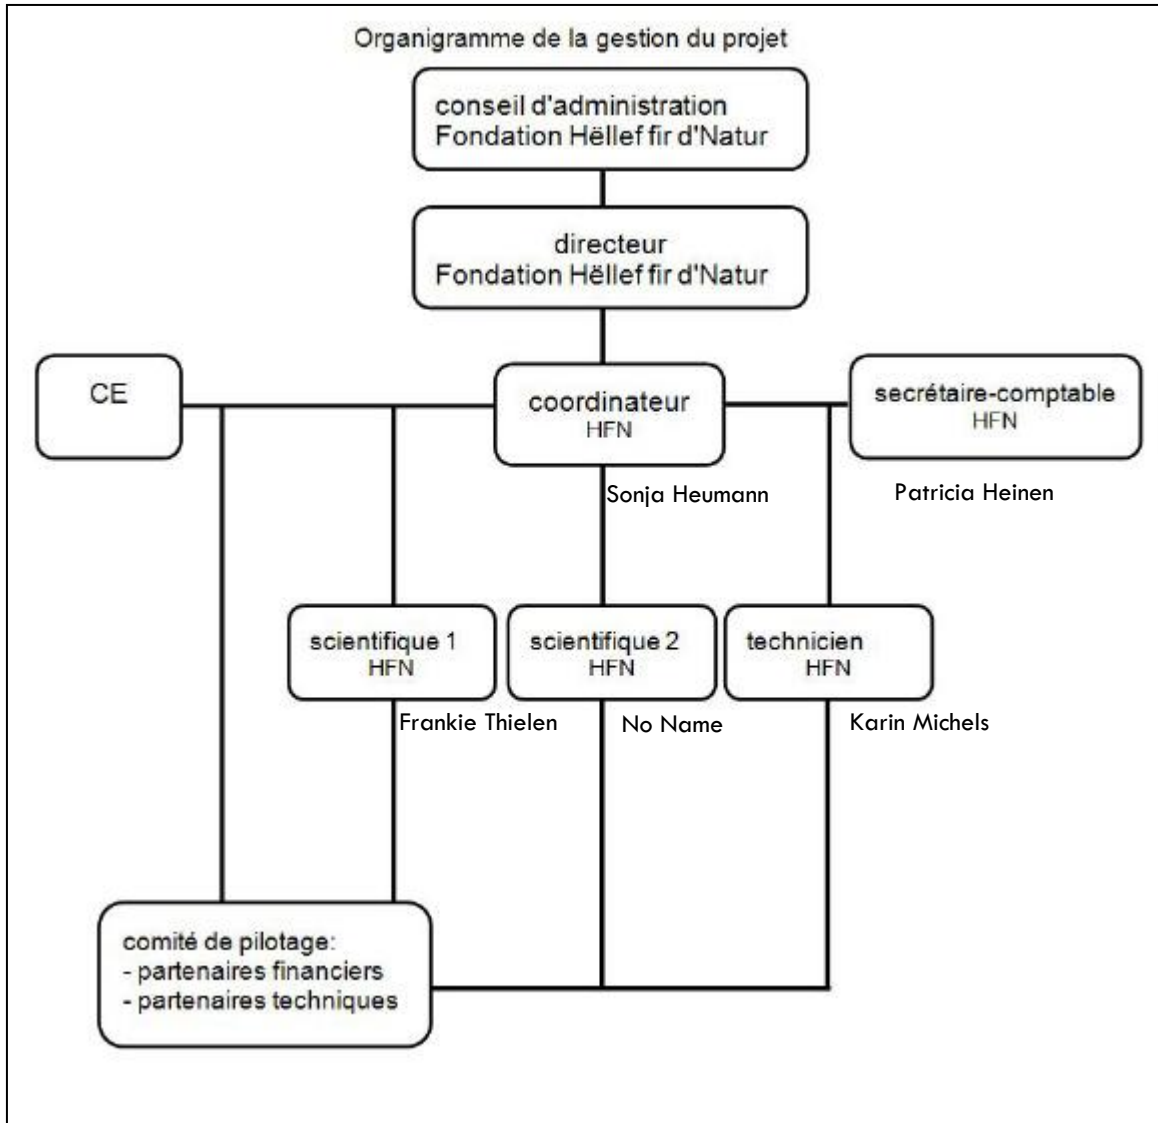 Organigramme de la gestion du projet
conseil d'administration
Fondation Hëllef fir d'Natur
directeur
Fondation Hëllef fir d'Natur
CE
coordinateur
HFN
secrétaire-comptable
HFN
Sonja Heumann
Patricia Heinen
scientifique 1
HFN
scientifique 2
HFN
technicien
HFN
Frankie Thielen
No Name
Karin Michels
comité de pilotage:
- partenaires financiers
- partenaires techniques